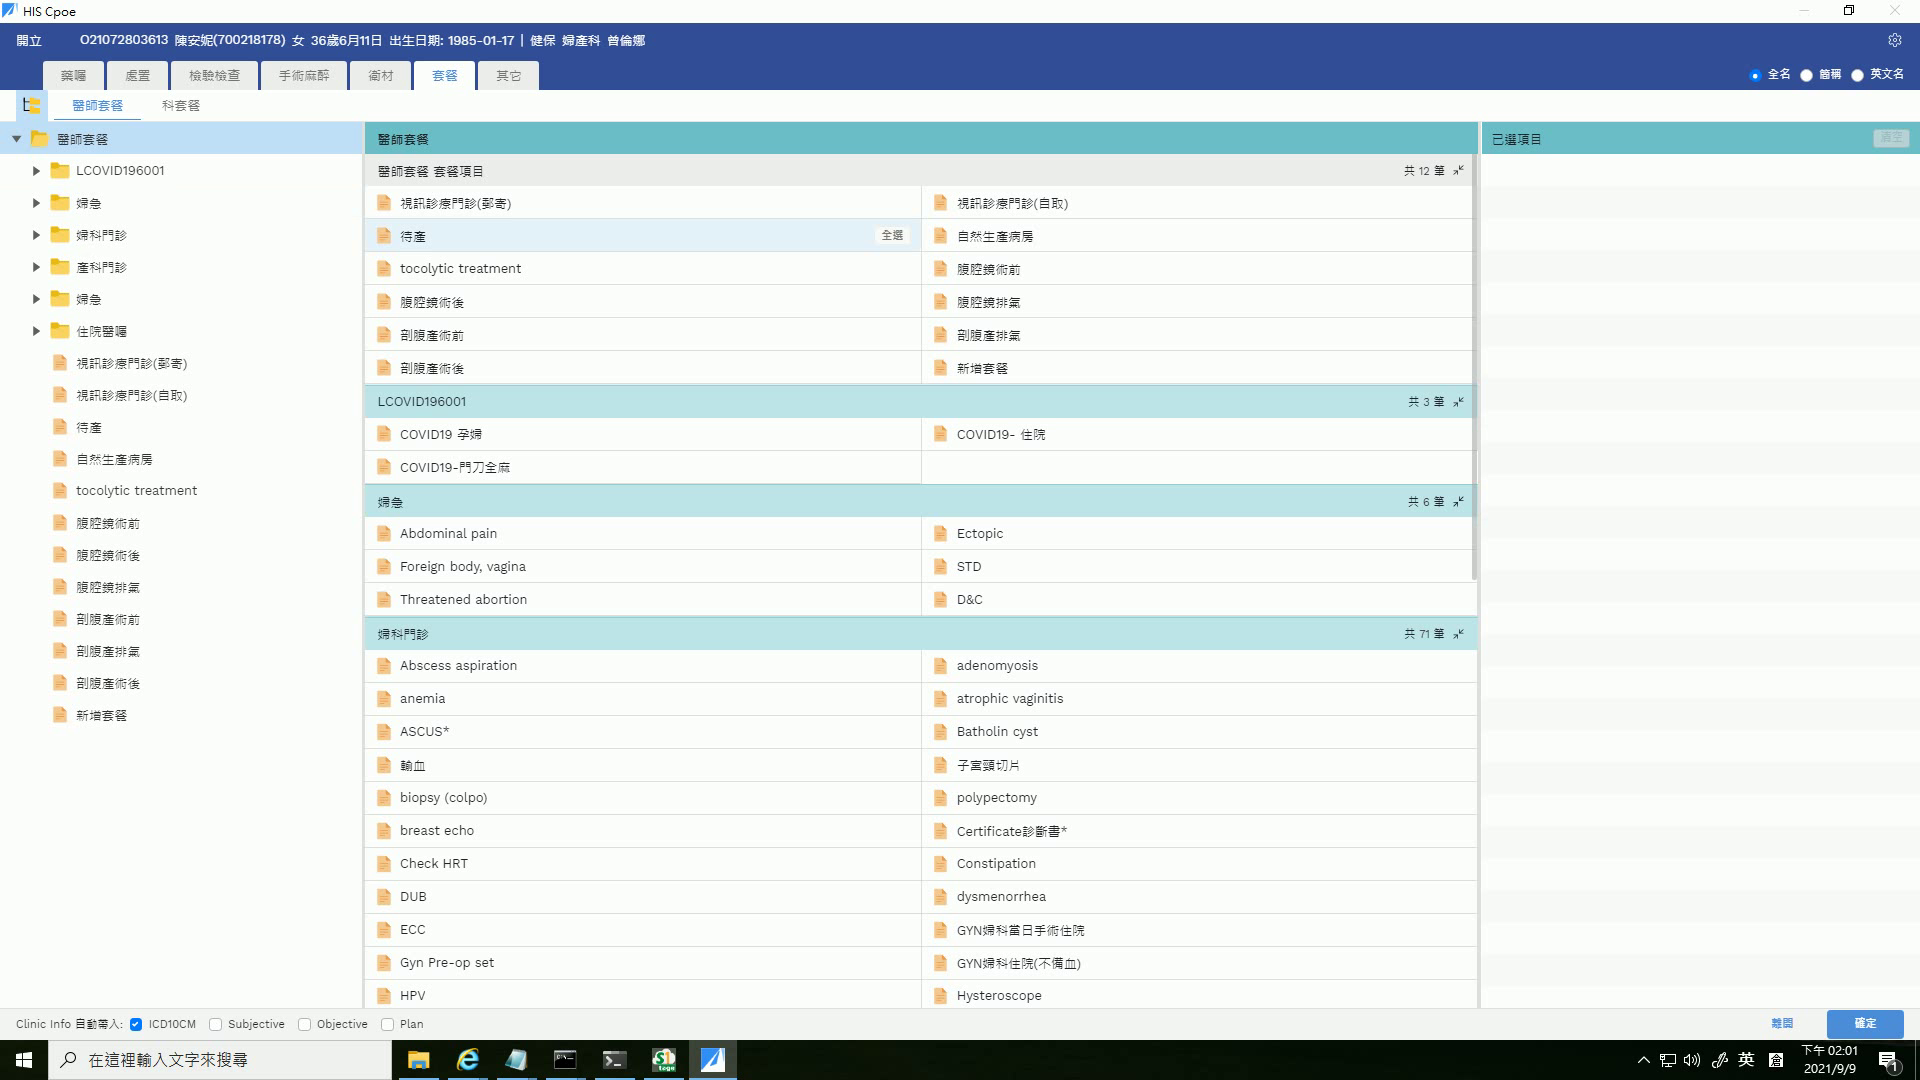 HIS Cpoe
開立 O21072803613 陳安妮(700218178) 女 36歲6月11日 出生日期: 1985-01-17 | 健保 婦產科 曾倫娜
藥囑 處置 檢驗檢查 手術麻醉 衛材 套餐 其它 全名 簡稱 英文名
醫師套餐 科套餐
醫師套餐
LCOVID196001
婦急
婦科門診
產科門診
婦急
住院醫囑
視訊診療門診(郵寄)
視訊診療門診(自取)
待產
自然生產病房
tocolytic treatment
腹腔鏡術前
腹腔鏡術後
腹腔鏡排氣
剖腹產術前
剖腹產排氣
剖腹產術後
新增套餐
醫師套餐
醫師套餐 套餐項目 共 12 筆
視訊診療門診(郵寄) 視訊診療門診(自取)
待產 全選 自然生產病房
tocolytic treatment 腹腔鏡術前
腹腔鏡術後 腹腔鏡排氣
剖腹產術前 剖腹產排氣
剖腹產術後 新增套餐
LCOVID196001 共 3 筆
COVID19 孕婦 COVID19- 住院
COVID19-門刀全麻
婦急 共 6 筆
Abdominal pain Ectopic
Foreign body, vagina STD
Threatened abortion D&C
婦科門診 共 71 筆
Abscess aspiration adenomyosis
anemia atrophic vaginitis
ASCUS* Batholin cyst
輸血 子宮頸切片
biopsy (colpo) polypectomy
breast echo Certificate診斷書*
Check HRT Constipation
DUB dysmenorrhea
ECC GYN婦科當日手術住院
Gyn Pre-op set GYN婦科住院(不備血)
HPV Hysteroscope
已選項目 清空
Clinic Info 自動帶入: ICD10CM Subjective Objective Plan 離開 確定
在這裡輸入文字來搜尋
英 下午 02:01
2021/9/9
1